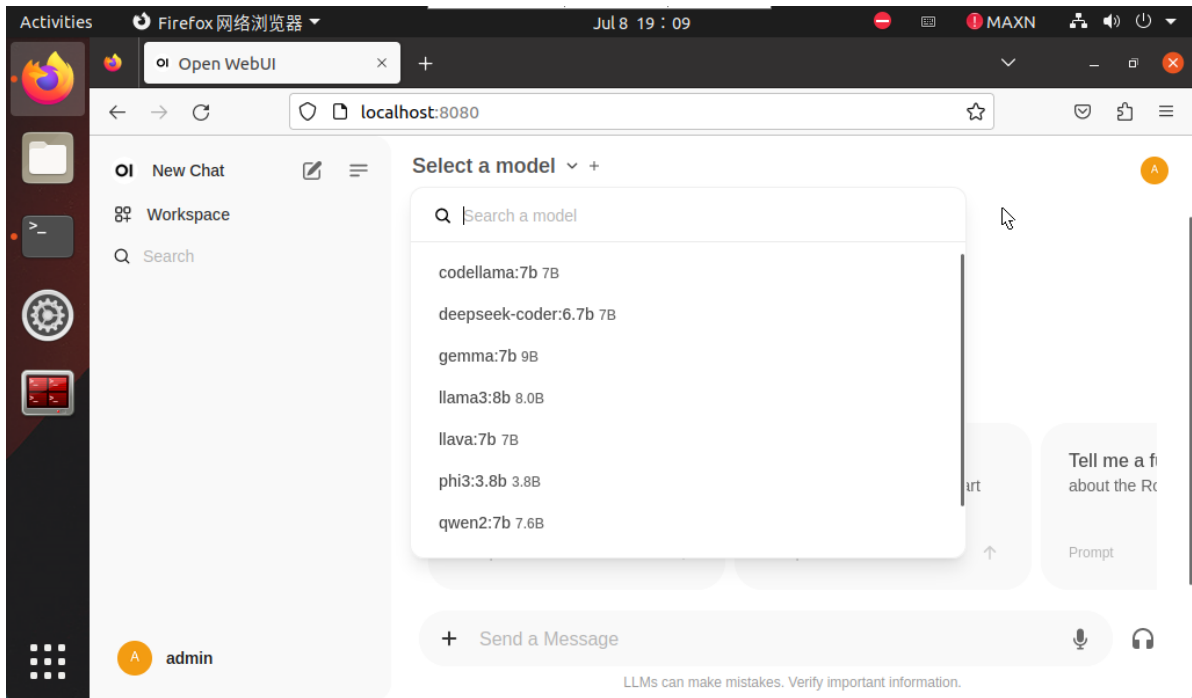 Activities Firefox 网络浏览器 Jul 8 19：09 MAXN
OI Open WebUI
localhost:8080
OI New Chat
Workspace
Search
Select a model
A
Search a model
codellama:7b 7B
deepseek-coder:6.7b 7B
gemma:7b 9B
llama3:8b 8.0B
llava:7b 7B
phi3:3.8b 3.8B
qwen2:7b 7.6B
Tell me a
about the
Prompt
A admin
Send a Message
LLMs can make mistakes. Verify important information.